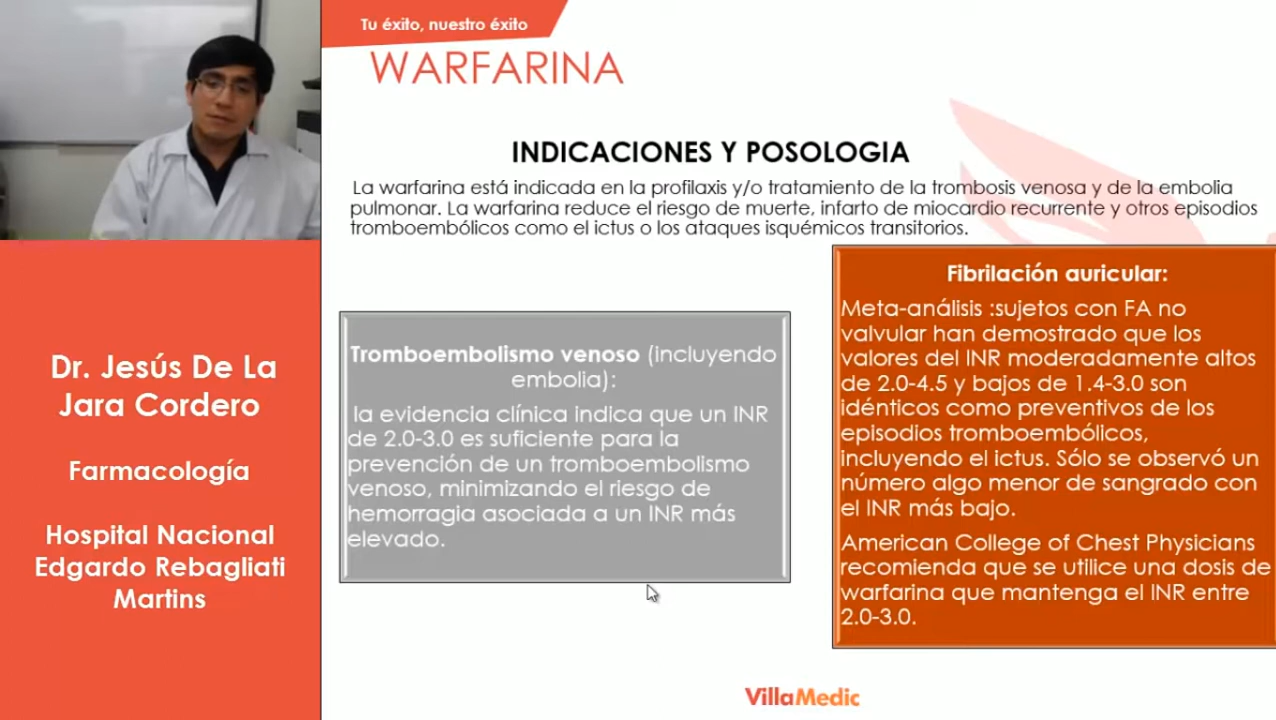 Tu éxito, nuestro éxito
WARFARINA
INDICACIONES Y POSOLOGIA
La warfarina está indicada en la profilaxis y/o tratamiento de la trombosis venosa y de la embolia
pulmonar. La warfarina reduce el riesgo de muerte, infarto de miocardio recurrente y otros episodios
tromboembólicos como el ictus o los ataques isquémicos transitorios.
Tromboembolismo venoso (incluyendo
embolia):
la evidencia clínica indica que un INR
de 2.0-3.0 es suficiente para la
prevención de un tromboembolismo
venoso, minimizando el riesgo de
hemorragia asociada a un INR más
elevado.
Fibrilación auricular:
Meta-análisis :sujetos con FA no
valvular han demostrado que los
valores del INR moderadamente altos
de 2.0-4.5 y bajos de 1.4-3.0 son
idénticos como preventivos de los
episodios tromboembólicos,
incluyendo el ictus. Sólo se observó un
número algo menor de sangrado con
el INR más bajo.
American College of Chest Physicians
recomienda que se utilice una dosis de
warfarina que mantenga el INR entre
2.0-3.0.
Dr. Jesús De La
Jara Cordero
Farmacología
Hospital Nacional
Edgardo Rebagliati
Martins
VillaMedic